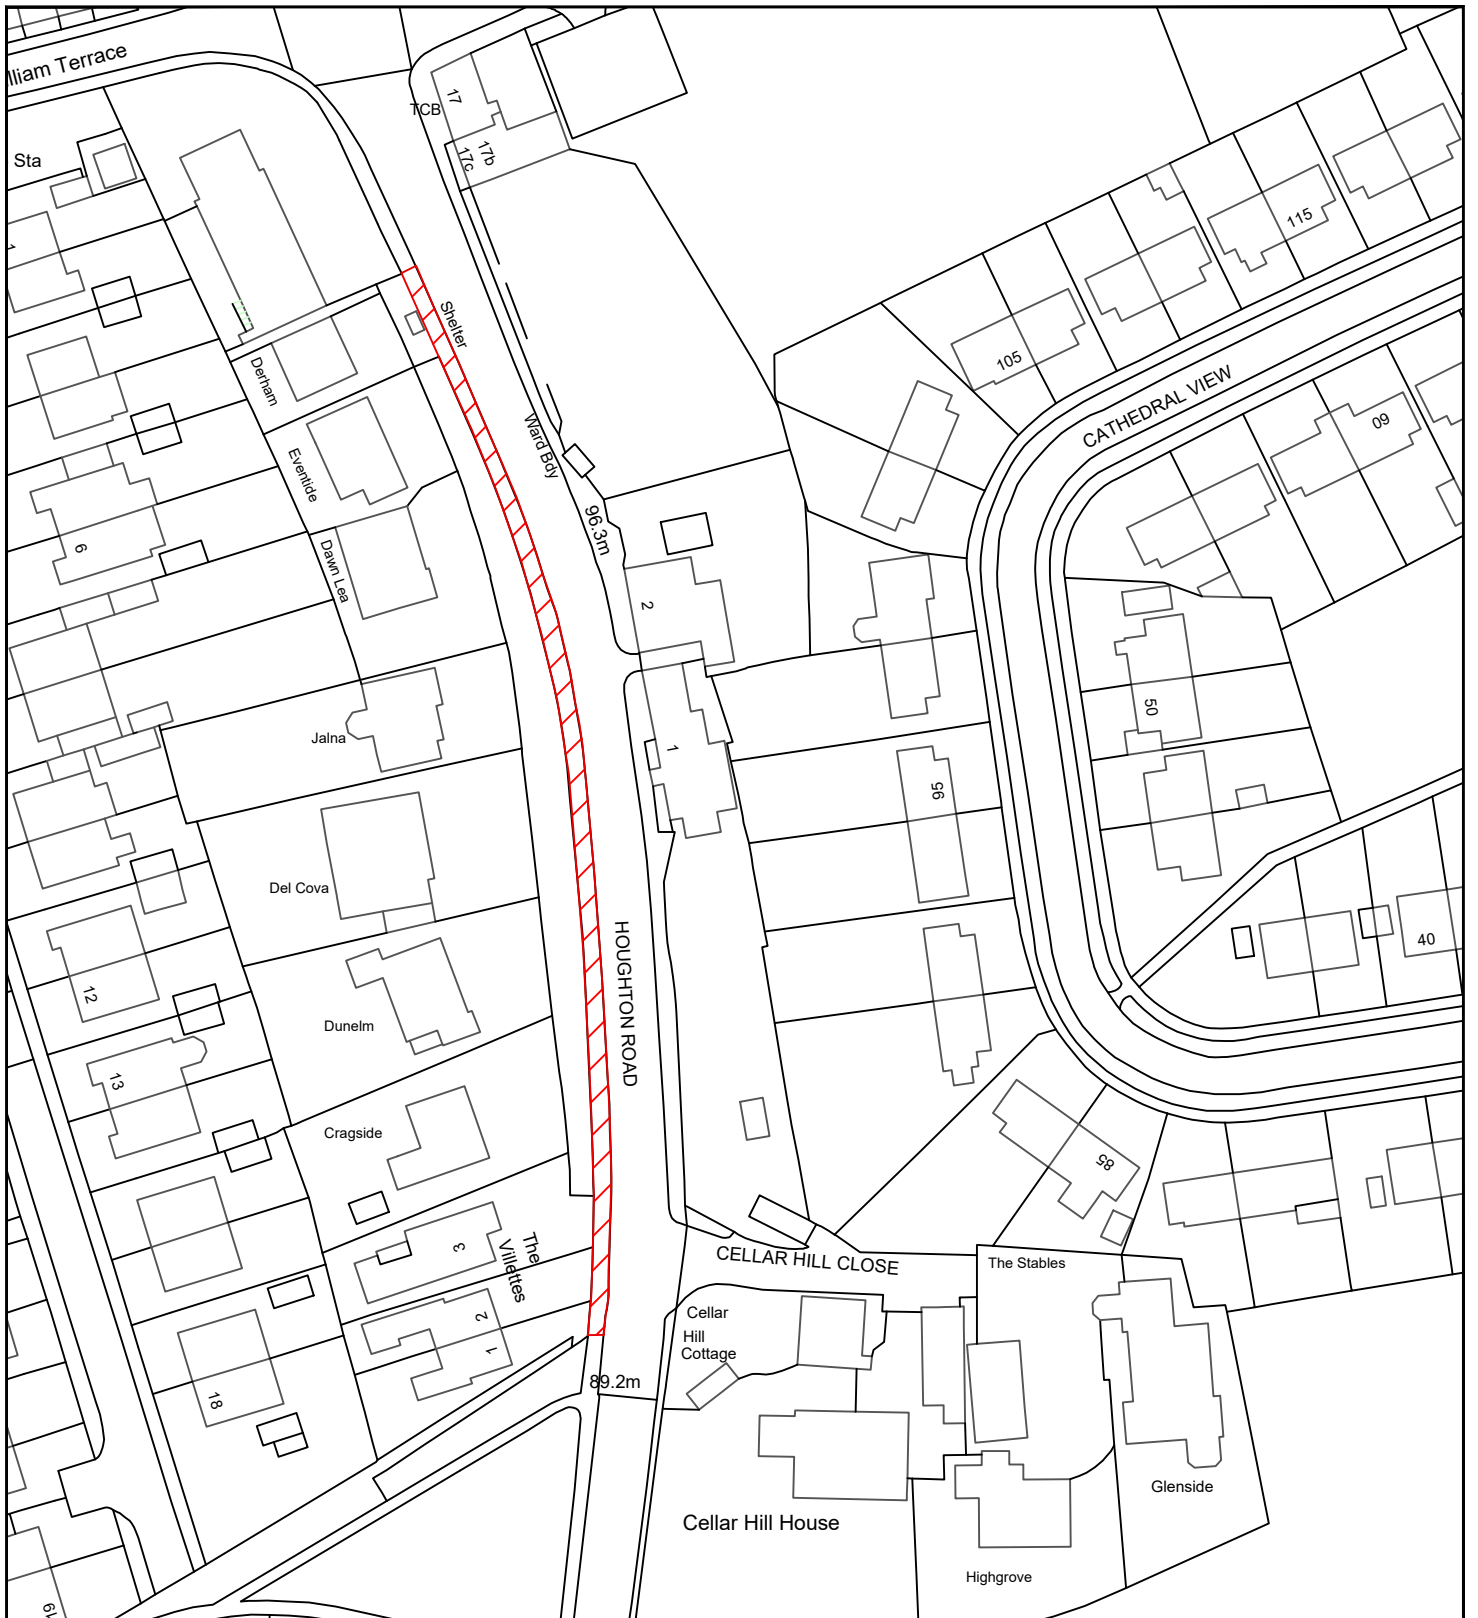 lliam Terrace
Sta
TCB
17
17b
17c
Shelter
Derham
Eventide
Dawn Lea
Ward Bdy
96.3m
2
1
Jalna
Del Cova
Dunelm
Cragside
The
Villettes
3
2
1
6
12
13
18
19
1
HOUGHTON ROAD
CATHEDRAL VIEW
115
105
60
50
95
40
85
CELLAR HILL CLOSE
The Stables
Cellar
Hill
Cottage
89.2m
Cellar Hill House
Glenside
Highgrove